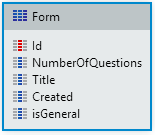 Form
Id
NumberOfQuestions
Title
Created
isGeneral